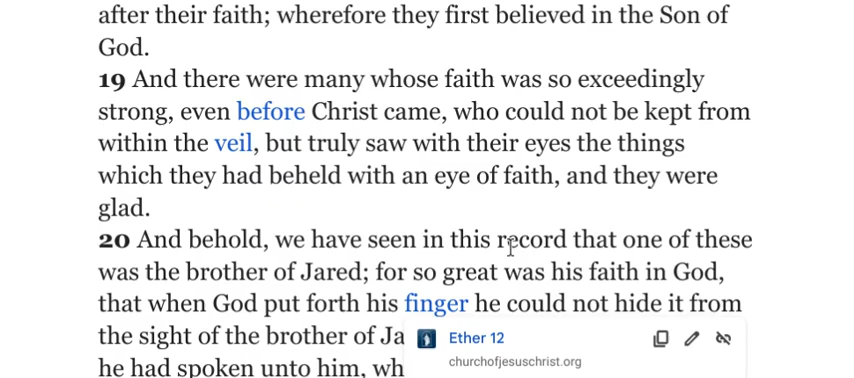 after their faith; wherefore they first believed in the Son of
God.
19 And there were many whose faith was so exceedingly
strong, even before Christ came, who could not be kept from
within the veil, but truly saw with their eyes the things
which they had beheld with an eye of faith, and they were
glad.
20 And behold, we have seen in this record that one of these
was the brother of Jared; for so great was his faith in God,
that when God put forth his finger he could not hide it from
the sight of the brother of Ja
he had spoken unto him, wh
Ether 12
churchofjesuschrist.org